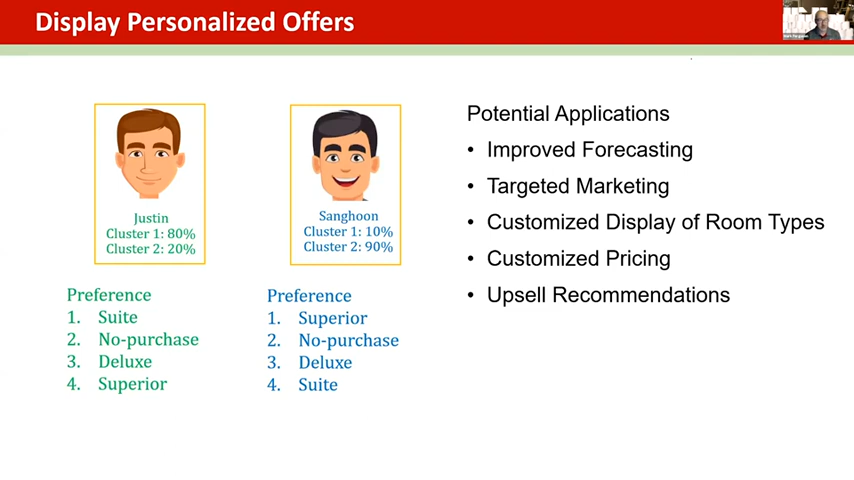 Display Personalized Offers
Justin
Cluster 1: 80%
Cluster 2: 20%
Sanghoon
Cluster 1: 10%
Cluster 2: 90%
Preference
1. Suite
2. No-purchase
3. Deluxe
4. Superior
Preference
1. Superior
2. No-purchase
3. Deluxe
4. Suite
Potential Applications
• Improved Forecasting
• Targeted Marketing
• Customized Display of Room Types
• Customized Pricing
• Upsell Recommendations